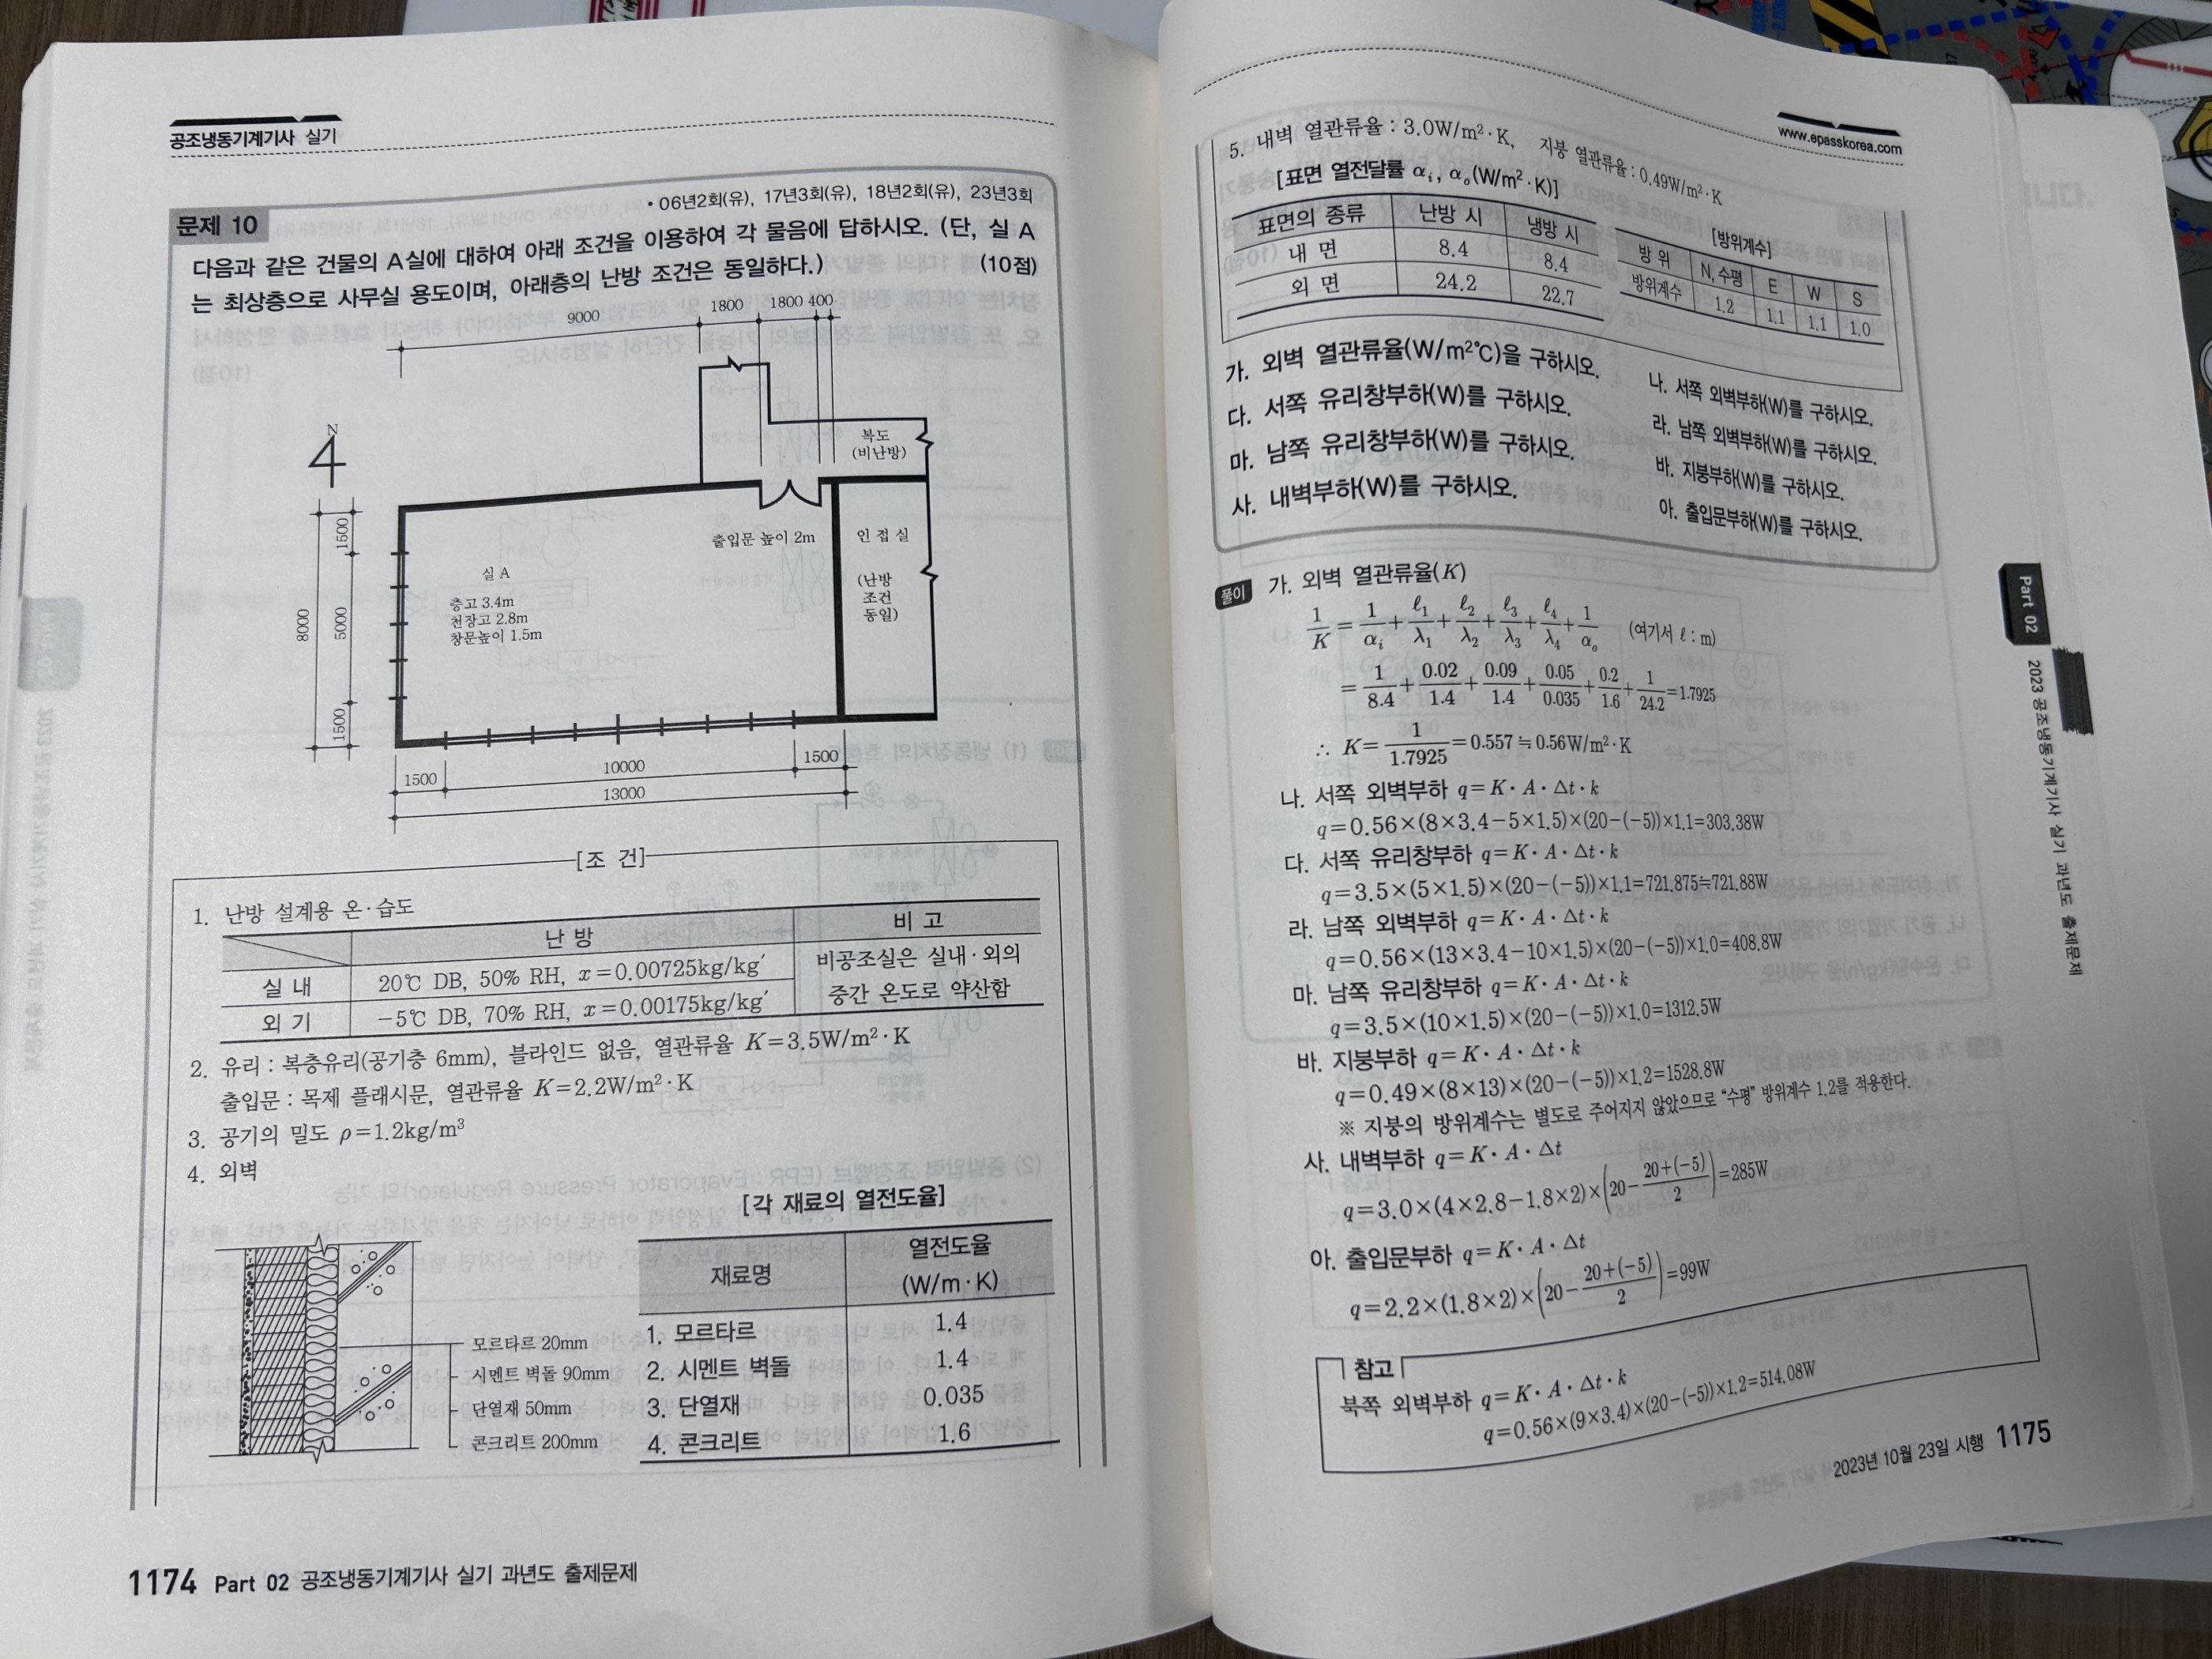 공조냉동기계기사 실기
• 06년2회(유), 17년3회(유), 18년2회(유), 23년3회
문제 10
다음과 같은 건물의 A실에 대하여 아래 조건을 이용하여 각 물음에 답하시오. (단, 실 A
는 최상층으로 사무실 용도이며, 아래층의 난방 조건은 동일하다.) (10점)
9000 1800 1800 400
N
복도
(비난방)
출입문 높이 2m
인 접 실
(난방
조건
동일)
실 A
층고 3.4m
천장고 2.8m
창문높이 1.5m
8000
1500
5000
1500
1500 10000 1500
13000
[조 건]
1. 난방 설계용 온·습도
난 방 비 고
실 내 20℃ DB, 50% RH, x=0.00725kg/kg′
외 기 −5℃ DB, 70% RH, x=0.00175kg/kg′
비공조실은 실내·외의
중간 온도로 약산함
2. 유리 : 복층유리(공기층 6mm), 블라인드 없음, 열관류율 K=3.5W/m²·K
출입문 : 목제 플래시문, 열관류율 K=2.2W/m²·K
3. 공기의 밀도 ρ=1.2kg/m³
4. 외벽
[각 재료의 열전도율]
재료명 열전도율
(W/m·K)
1. 모르타르 1.4
2. 시멘트 벽돌 1.4
3. 단열재 0.035
4. 콘크리트 1.6
모르타르 20mm
시멘트 벽돌 90mm
단열재 50mm
콘크리트 200mm
1174 Part 02 공조냉동기계기사 실기 과년도 출제문제
www.epasskorea.com
5. 내벽 열관류율 : 3.0W/m²·K, 지붕 열관류율 : 0.49W/m²·K
[표면 열전달률 αi, αo(W/m²·K)]
표면의 종류 난방 시 냉방 시
내 면 8.4 8.4
외 면 24.2 22.7
[방위계수]
방 위 N, 수평 E W S
방위계수 1.2 1.1 1.1 1.0
가. 외벽 열관류율(W/m²℃)을 구하시오. 나. 서쪽 외벽부하(W)를 구하시오.
다. 서쪽 유리창부하(W)를 구하시오. 라. 남쪽 외벽부하(W)를 구하시오.
마. 남쪽 유리창부하(W)를 구하시오. 바. 지붕부하(W)를 구하시오.
사. 내벽부하(W)를 구하시오. 아. 출입문부하(W)를 구하시오.
풀이 가. 외벽 열관류율(K)
1/K = 1/αi + ℓ1/λ1 + ℓ2/λ2 + ℓ3/λ3 + ℓ4/λ4 + 1/αo (여기서 ℓ : m)
= 1/8.4 + 0.02/1.4 + 0.09/1.4 + 0.05/0.035 + 0.2/1.6 + 1/24.2 = 1.7925
∴ K = 1/1.7925 = 0.557 ≒ 0.56W/m²·K
나. 서쪽 외벽부하 q=K·A·Δt·k
q=0.56×(8×3.4−5×1.5)×(20−(−5))×1.1=303.38W
다. 서쪽 유리창부하 q=K·A·Δt·k
q=3.5×(5×1.5)×(20−(−5))×1.1=721.875≒721.88W
라. 남쪽 외벽부하 q=K·A·Δt·k
q=0.56×(13×3.4−10×1.5)×(20−(−5))×1.0=408.8W
마. 남쪽 유리창부하 q=K·A·Δt·k
q=3.5×(10×1.5)×(20−(−5))×1.0=1312.5W
바. 지붕부하 q=K·A·Δt·k
q=0.49×(8×13)×(20−(−5))×1.2=1528.8W
※ 지붕의 방위계수는 별도로 주어지지 않았으므로 "수평" 방위계수 1.2를 적용한다.
사. 내벽부하 q=K·A·Δt
q=3.0×(4×2.8−1.8×2)×(20−(20+(−5))/2)=285W
아. 출입문부하 q=K·A·Δt
q=2.2×(1.8×2)×(20−(20+(−5))/2)=99W
참고
북쪽 외벽부하 q=K·A·Δt·k
q=0.56×(9×3.4)×(20−(−5))×1.2=514.08W
2023년 10월 23일 시행 1175
Part 02
2023 공조냉동기계기사 실기 과년도 출제문제